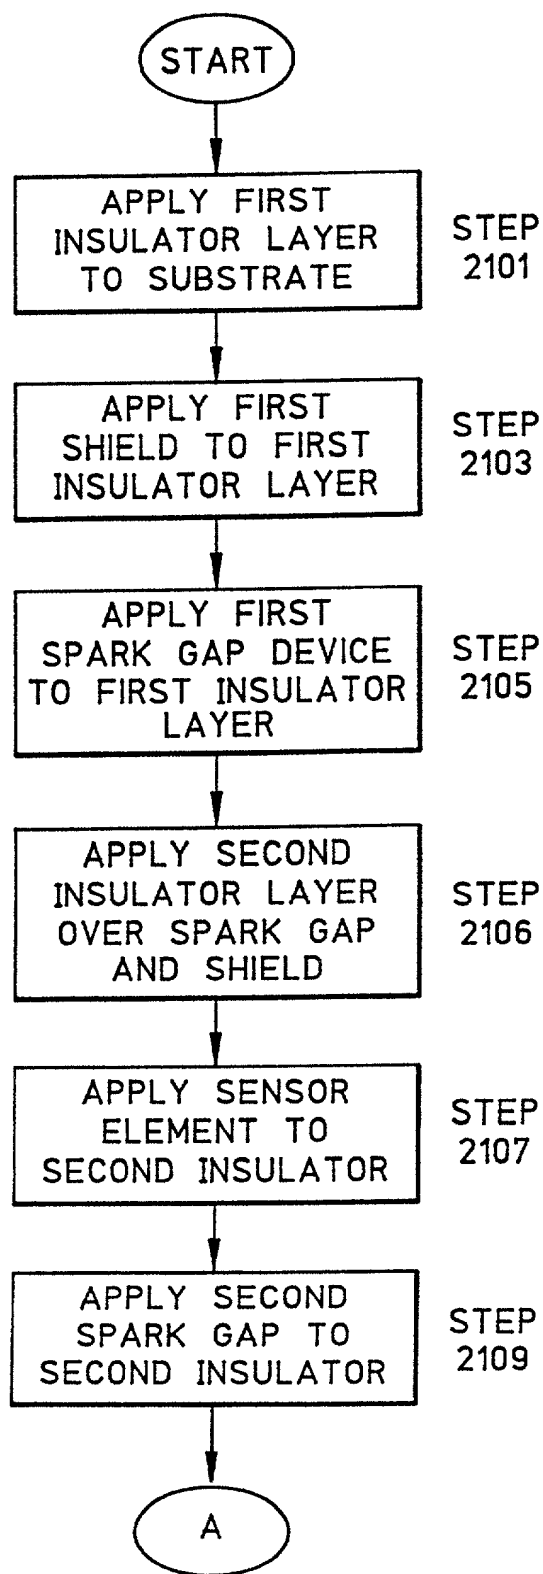 START
APPLY FIRST
INSULATOR LAYER
TO SUBSTRATE
STEP
2101
APPLY FIRST
SHIELD TO FIRST
INSULATOR LAYER
STEP
2103
APPLY FIRST
SPARK GAP DEVICE
TO FIRST INSULATOR
LAYER
STEP
2105
APPLY SECOND
INSULATOR LAYER
OVER SPARK GAP
AND SHIELD
STEP
2106
APPLY SENSOR
ELEMENT TO
SECOND INSULATOR
STEP
2107
APPLY SECOND
SPARK GAP TO
SECOND INSULATOR
STEP
2109
A